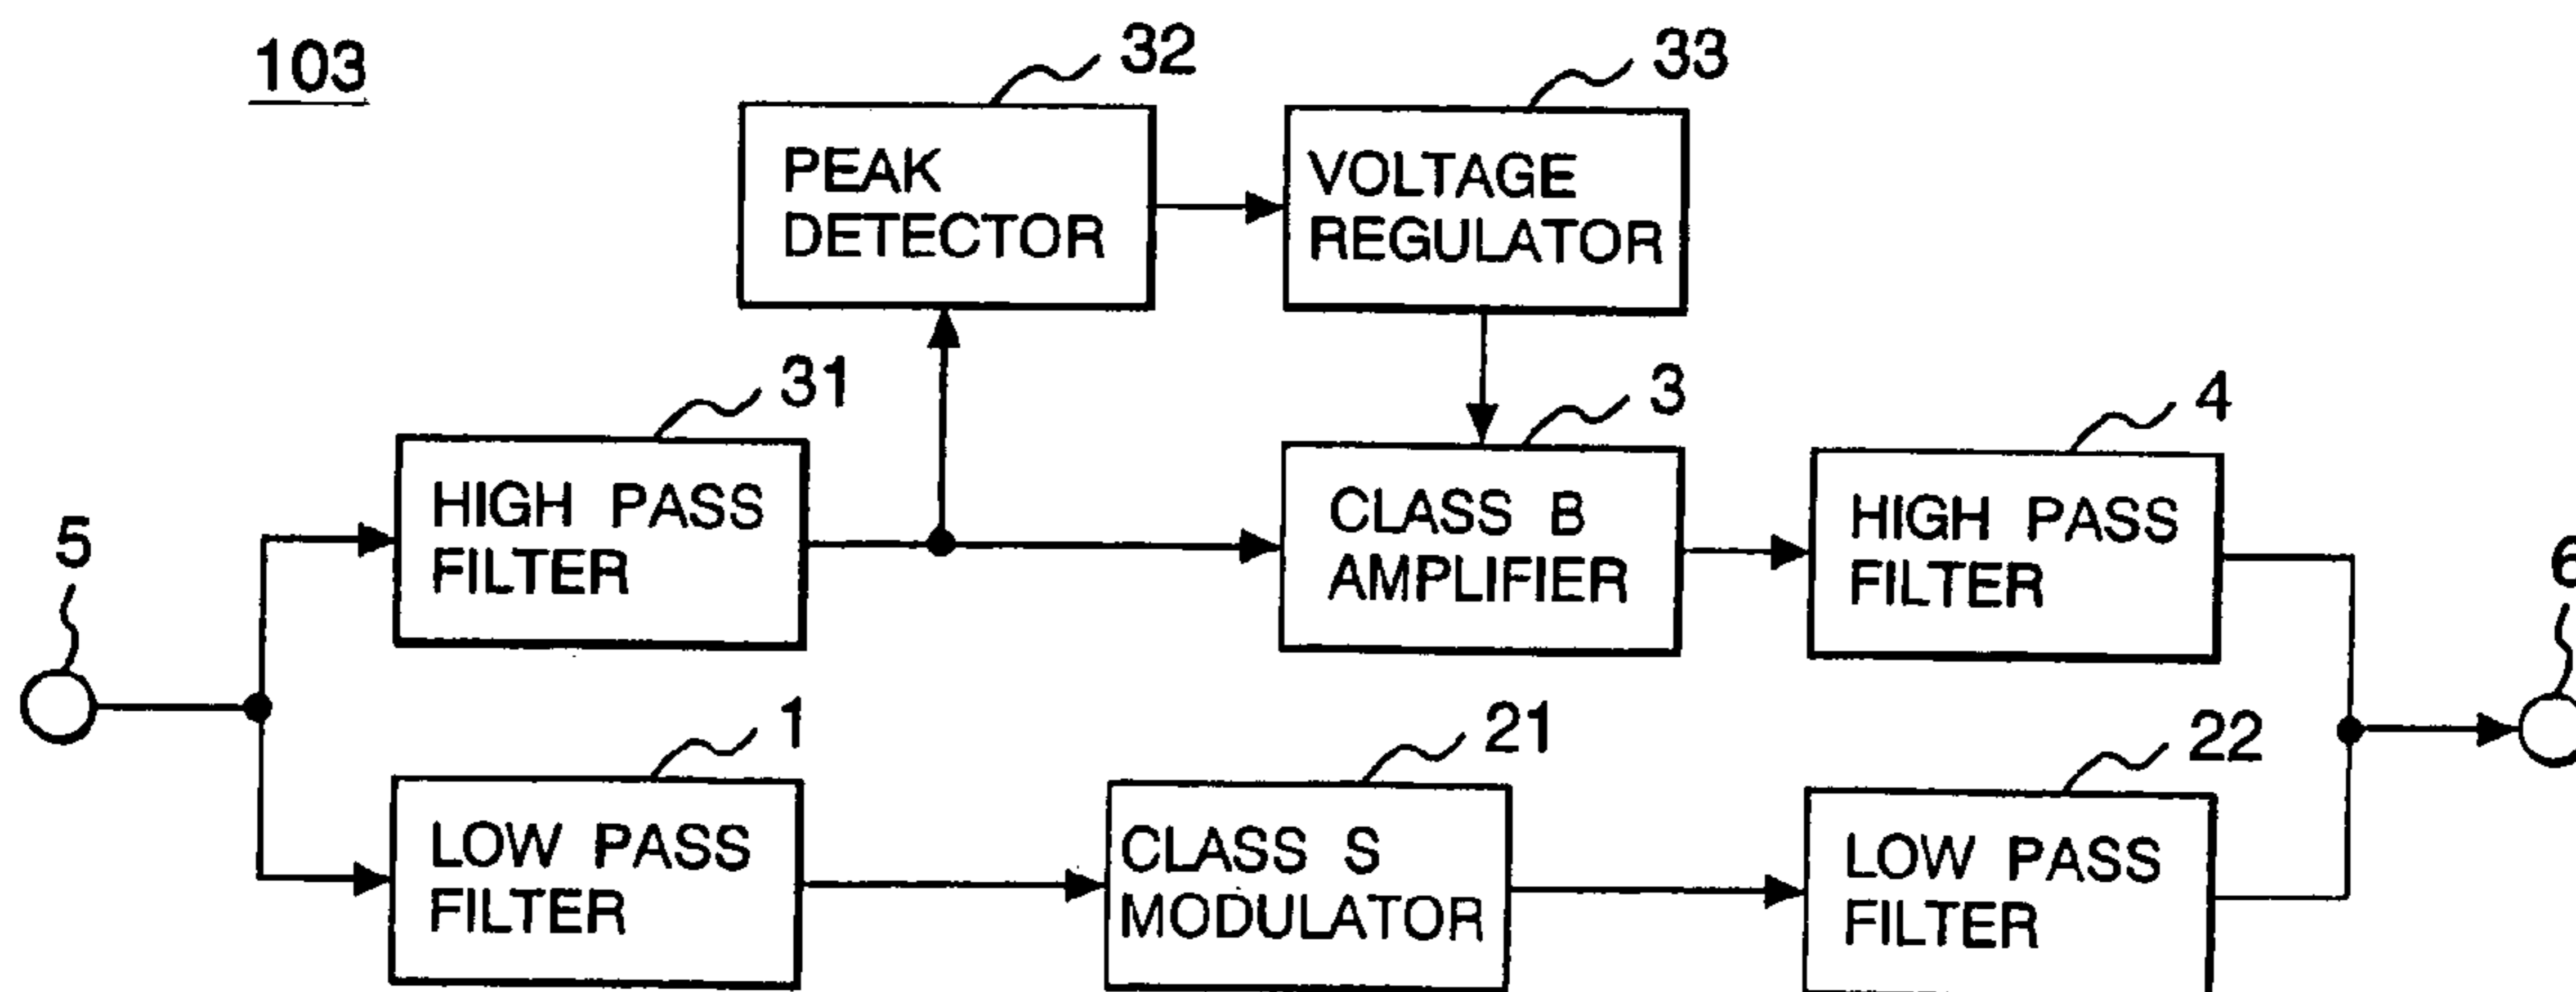 103
32
33
PEAK
DETECTOR
VOLTAGE
REGULATOR
31
3
4
HIGH PASS
FILTER
CLASS B
AMPLIFIER
HIGH PASS
FILTER
5
6
1
21
22
LOW PASS
FILTER
CLASS S
MODULATOR
LOW PASS
FILTER